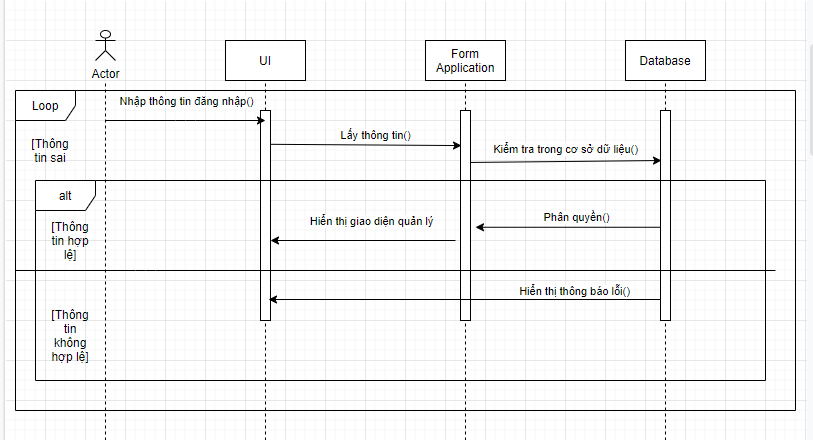 Actor
UI
Form
Application
Database
Loop
Nhập thông tin đăng nhập()
[Thông
tin sai
Lấy thông tin()
Kiểm tra trong cơ sở dữ liệu()
alt
[Thông
tin hợp
lệ]
Hiển thị giao diện quản lý
Phân quyền()
Hiển thị thông báo lỗi()
[Thông
tin
không
hợp lệ]